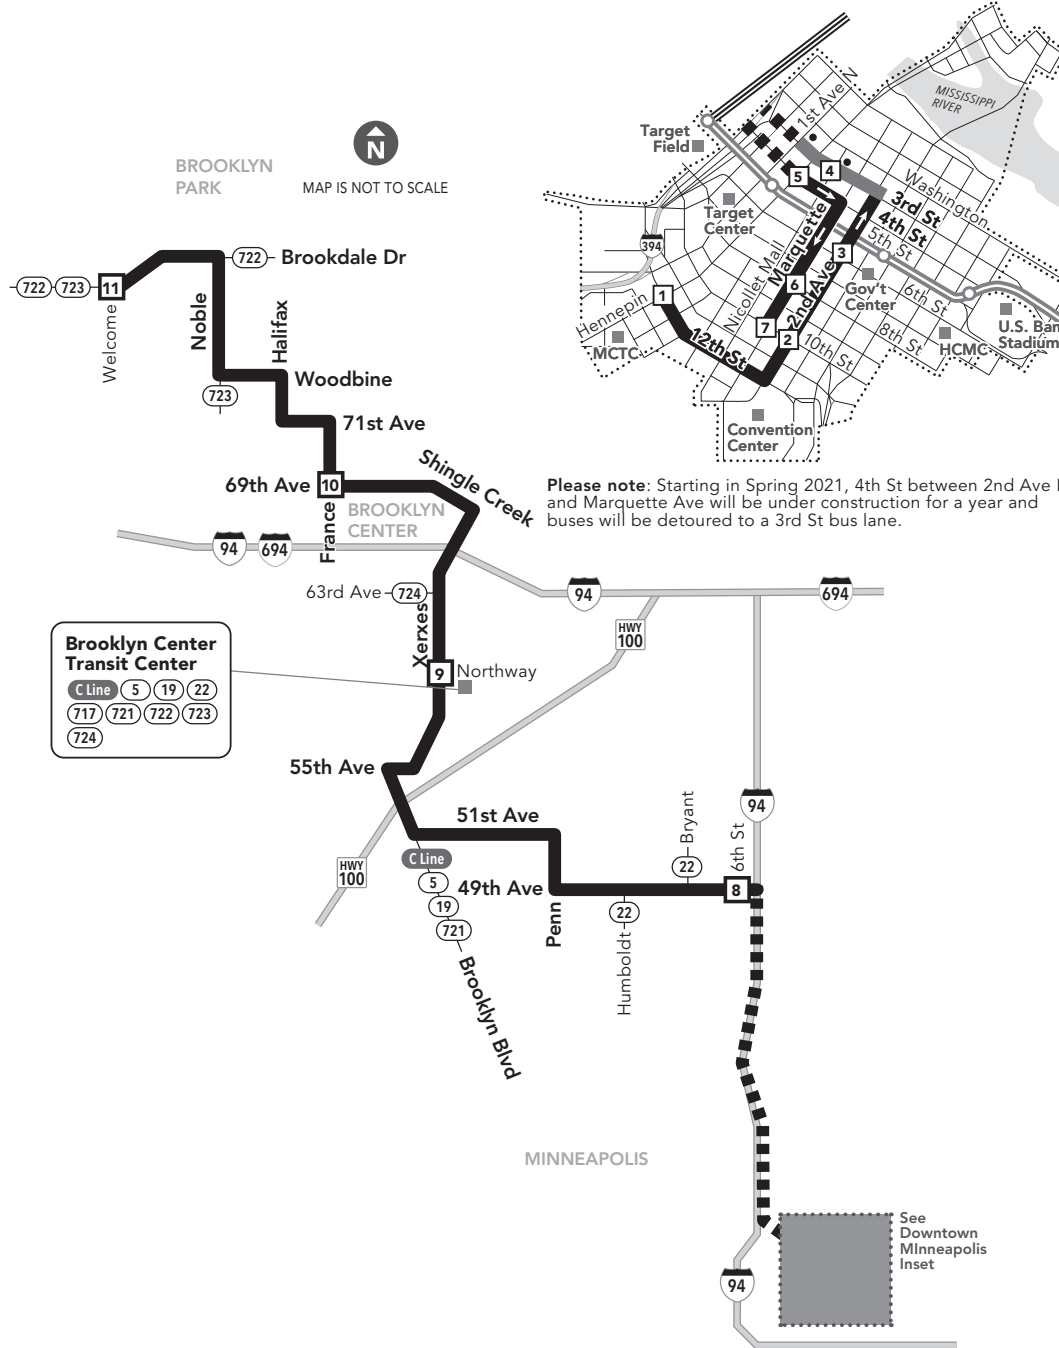 BROOKLYN
PARK
N
MAP IS NOT TO SCALE
722
Brookdale Dr
722
723
11
Welcome
Noble
Halifax
Woodbine
723
71st Ave
69th Ave
10
Shingle Creek
BROOKLYN
CENTER
France
94
694
63rd Ave
724
94
694
HWY
100
Xerxes
9
Northway
Brooklyn Center
Transit Center
C Line
5
19
22
717
721
722
723
724
55th Ave
51st Ave
C Line
5
19
721
Brooklyn Blvd
HWY
100
49th Ave
Penn
22
Humboldt
22
Bryant
6th St
8
94
MINNEAPOLIS
94
See
Downtown
MInneapolis
Inset
MISSISSIPPI
RIVER
1st Ave N
Target
Field
5
4
Washington
3rd St
4th St
5th St
Target
Center
394
Marquette
Nicollet Mall
3
6
2nd Ave
Gov't
Center
6th St
1
Hennepin
7
2
12th St
10th St
8th St
HCMC
U.S. Ban
Stadium
MCTC
Convention
Center
Please note: Starting in Spring 2021, 4th St between 2nd Ave
and Marquette Ave will be under construction for a year and
buses will be detoured to a 3rd St bus lane.